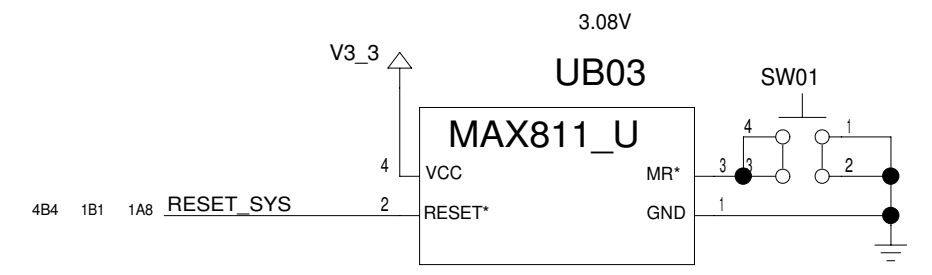 3.08V
V3_3
UB03
SW01
MAX811_U
4
1
4
VCC
MR*
3
3
2
4B4 1B1 1A8 RESET_SYS
2
RESET*
GND
1